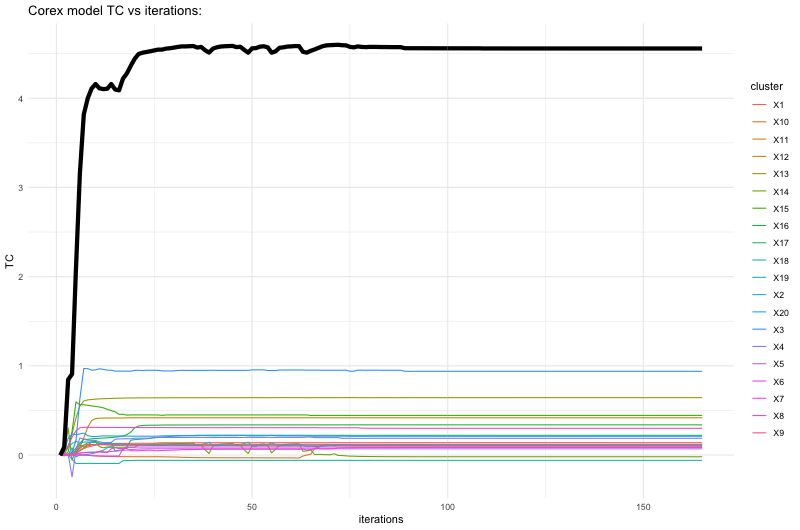 Corex model TC vs iterations:
TC
4
3
2
1
0
0
50
100
150
iterations
cluster
X1
X10
X11
X12
X13
X14
X15
X16
X17
X18
X19
X2
X20
X3
X4
X5
X6
X7
X8
X9